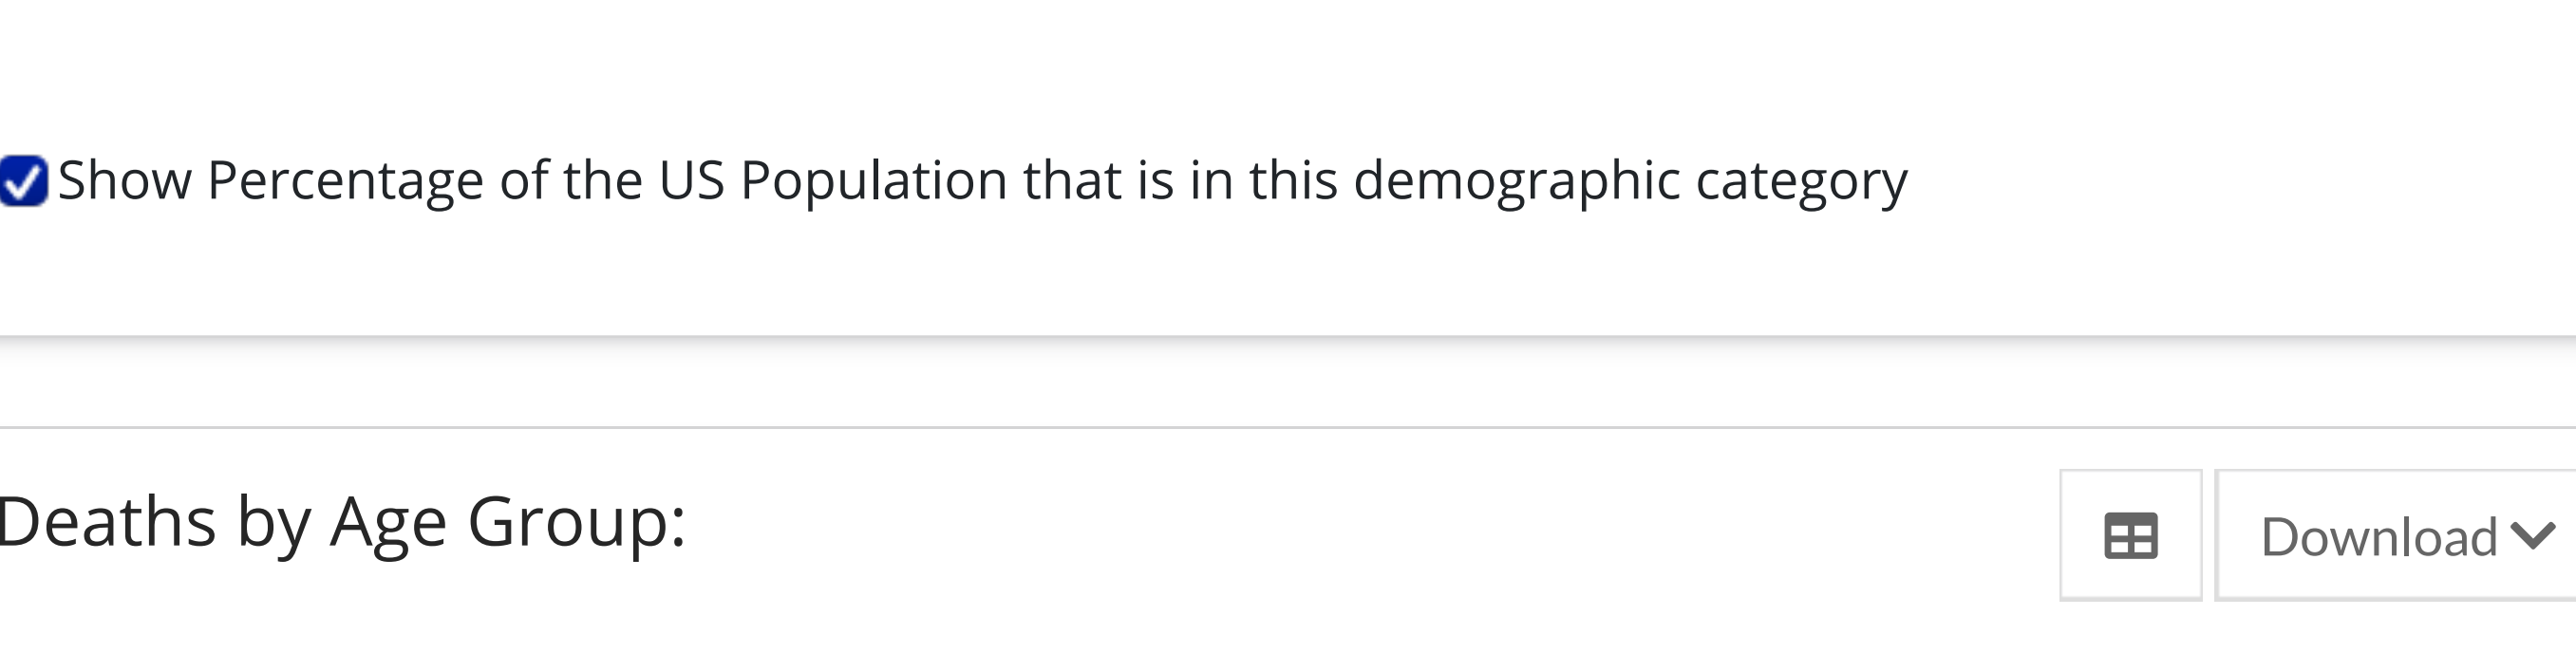 Show Percentage of the US Population that is in this demographic category
Deaths by Age Group:
Download